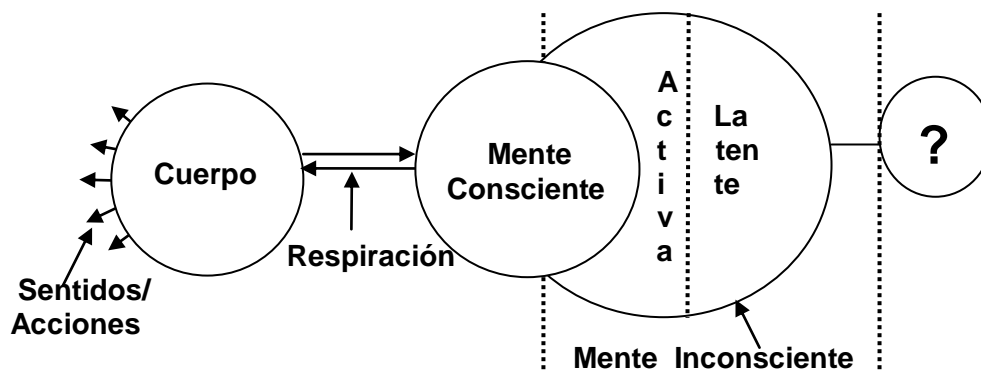 Cuerpo
Sentidos/
Acciones
Respiración
Mente
Consciente
A
c
t
i
v
a
La
ten
te
?
Mente Inconsciente